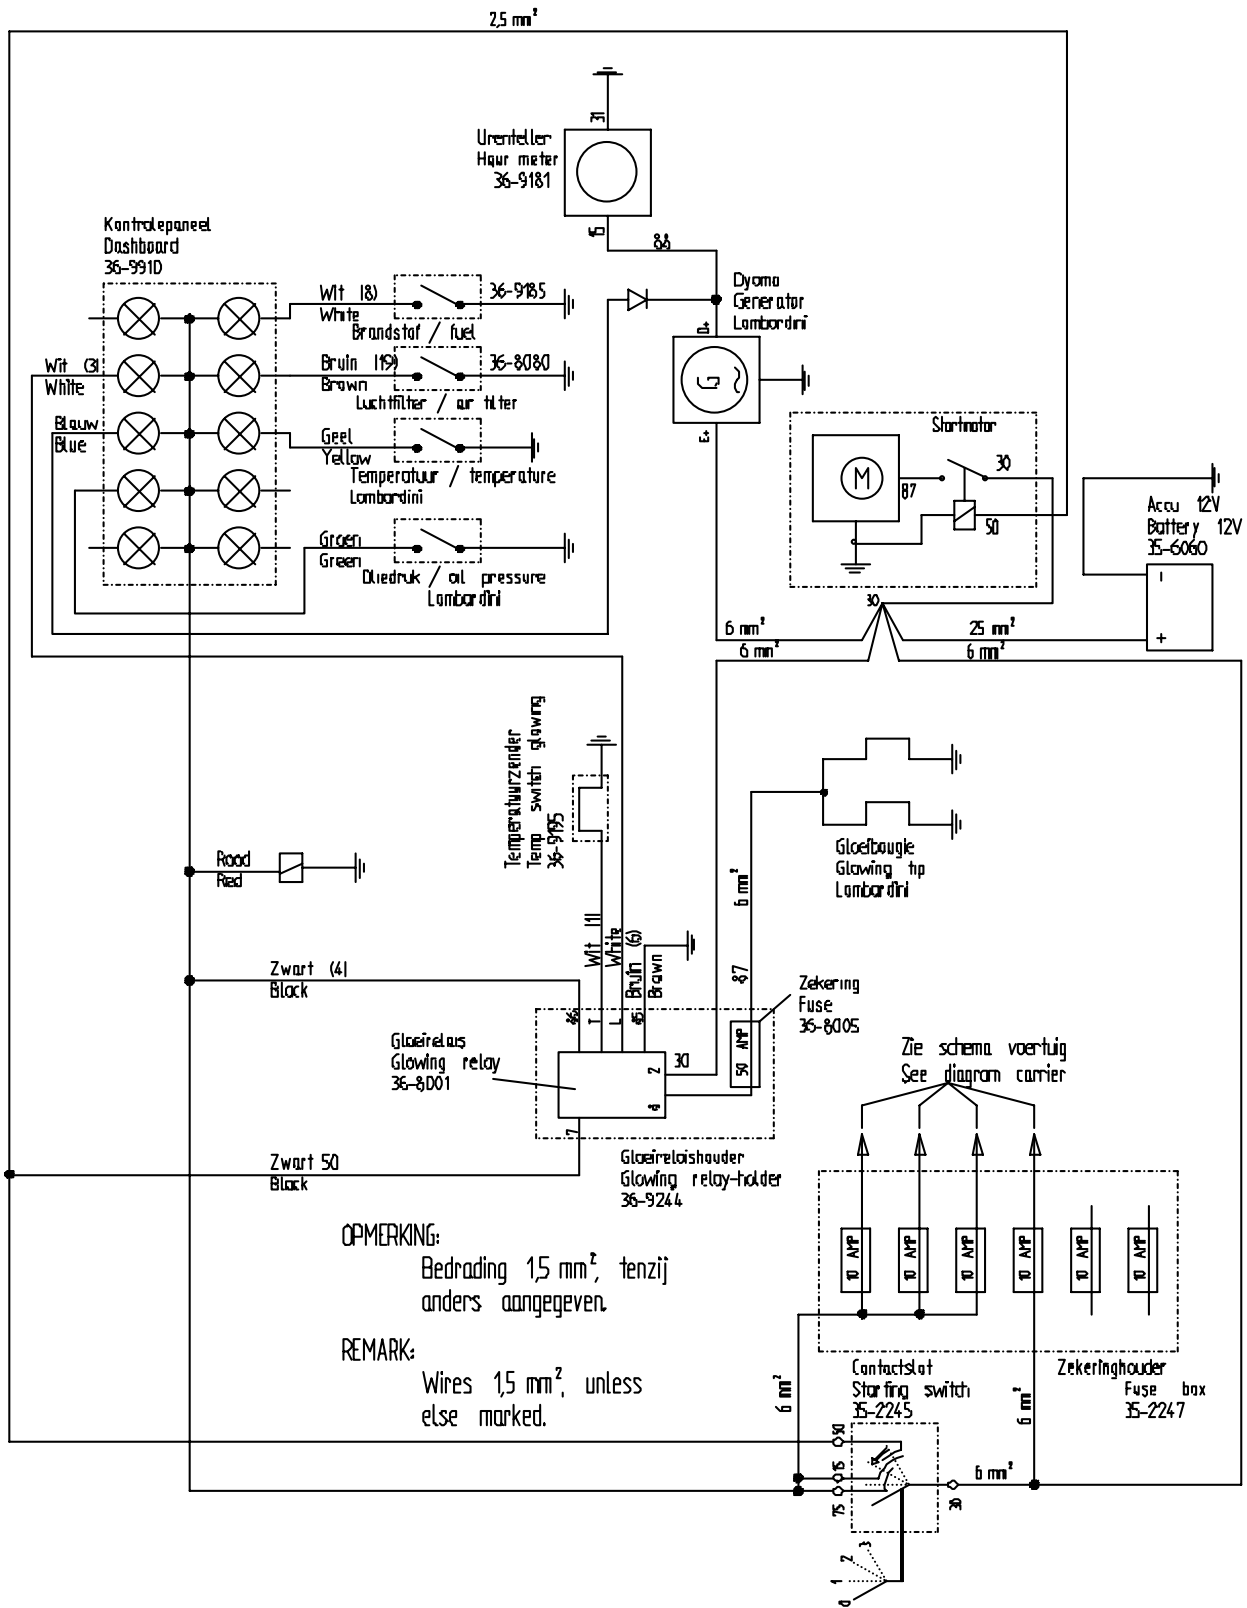 2,5 mm²
31
Urenteller
Hour meter
36-9181
15
88
Kontrolepaneel
Dashboard
36-9910
Wit (8)
White
36-9185
Brandstof / fuel
Dynamo
Generator
Lombardini
D+
G
E+
Wit (3)
White
Bruin (19)
Brown
36-8080
Luchtfilter / air filter
Blauw
Blue
Geel
Yellow
Temperatuur / temperature
Lombardini
Startmotor
M
87
30
50
Accu 12V
Battery 12V
35-6060
-
+
Groen
Green
Oliedruk / oil pressure
Lombardini
30
6 mm²
25 mm²
6 mm²
6 mm²
Temperatuurzender
Temp switch glowing
36-9195
Gloeibougie
Glowing tip
Lombardini
Rood
Red
6 mm²
87
Wit (1)
White
Bruin (6)
Brown
Zwart (4)
Black
86
T
L
85
Zekering
Fuse
36-8005
50 AMP
Gloeirelais
Glowing relay
36-8001
30
2
8
7
Zie schema voertuig
See diagram carrier
Zwart 50
Black
Gloeirelaishouder
Glowing relay-holder
36-9244
OPMERKING:
Bedrading 1,5 mm², tenzij
anders aangegeven.
REMARK:
Wires 1,5 mm², unless
else marked.
10 AMP
10 AMP
10 AMP
10 AMP
10 AMP
10 AMP
Contactslot
Starting switch
35-2245
Zekeringhouder
Fuse box
35-2247
6 mm²
6 mm²
50
15
75
30
6 mm²
3
2
1
0